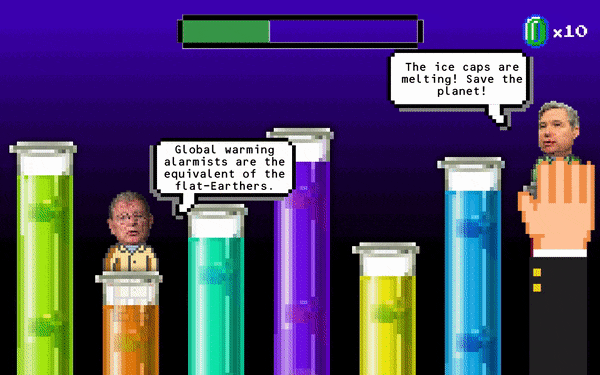 x10
The ice caps are
melting! Save the
planet!
Global warming
alarmists are the
equivalent of the
flat-Earthers.